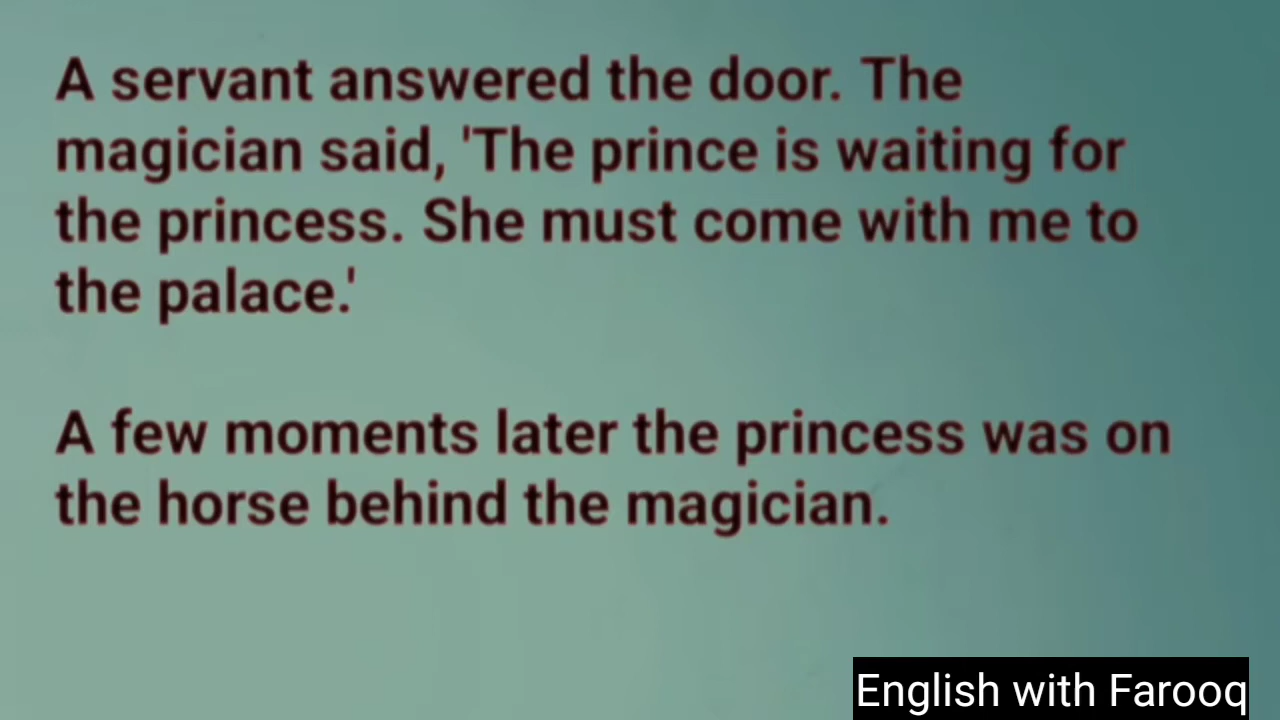 A servant answered the door. The
magician said, 'The prince is waiting for
the princess. She must come with me to
the palace.'
A few moments later the princess was on
the horse behind the magician.
English with Farooq